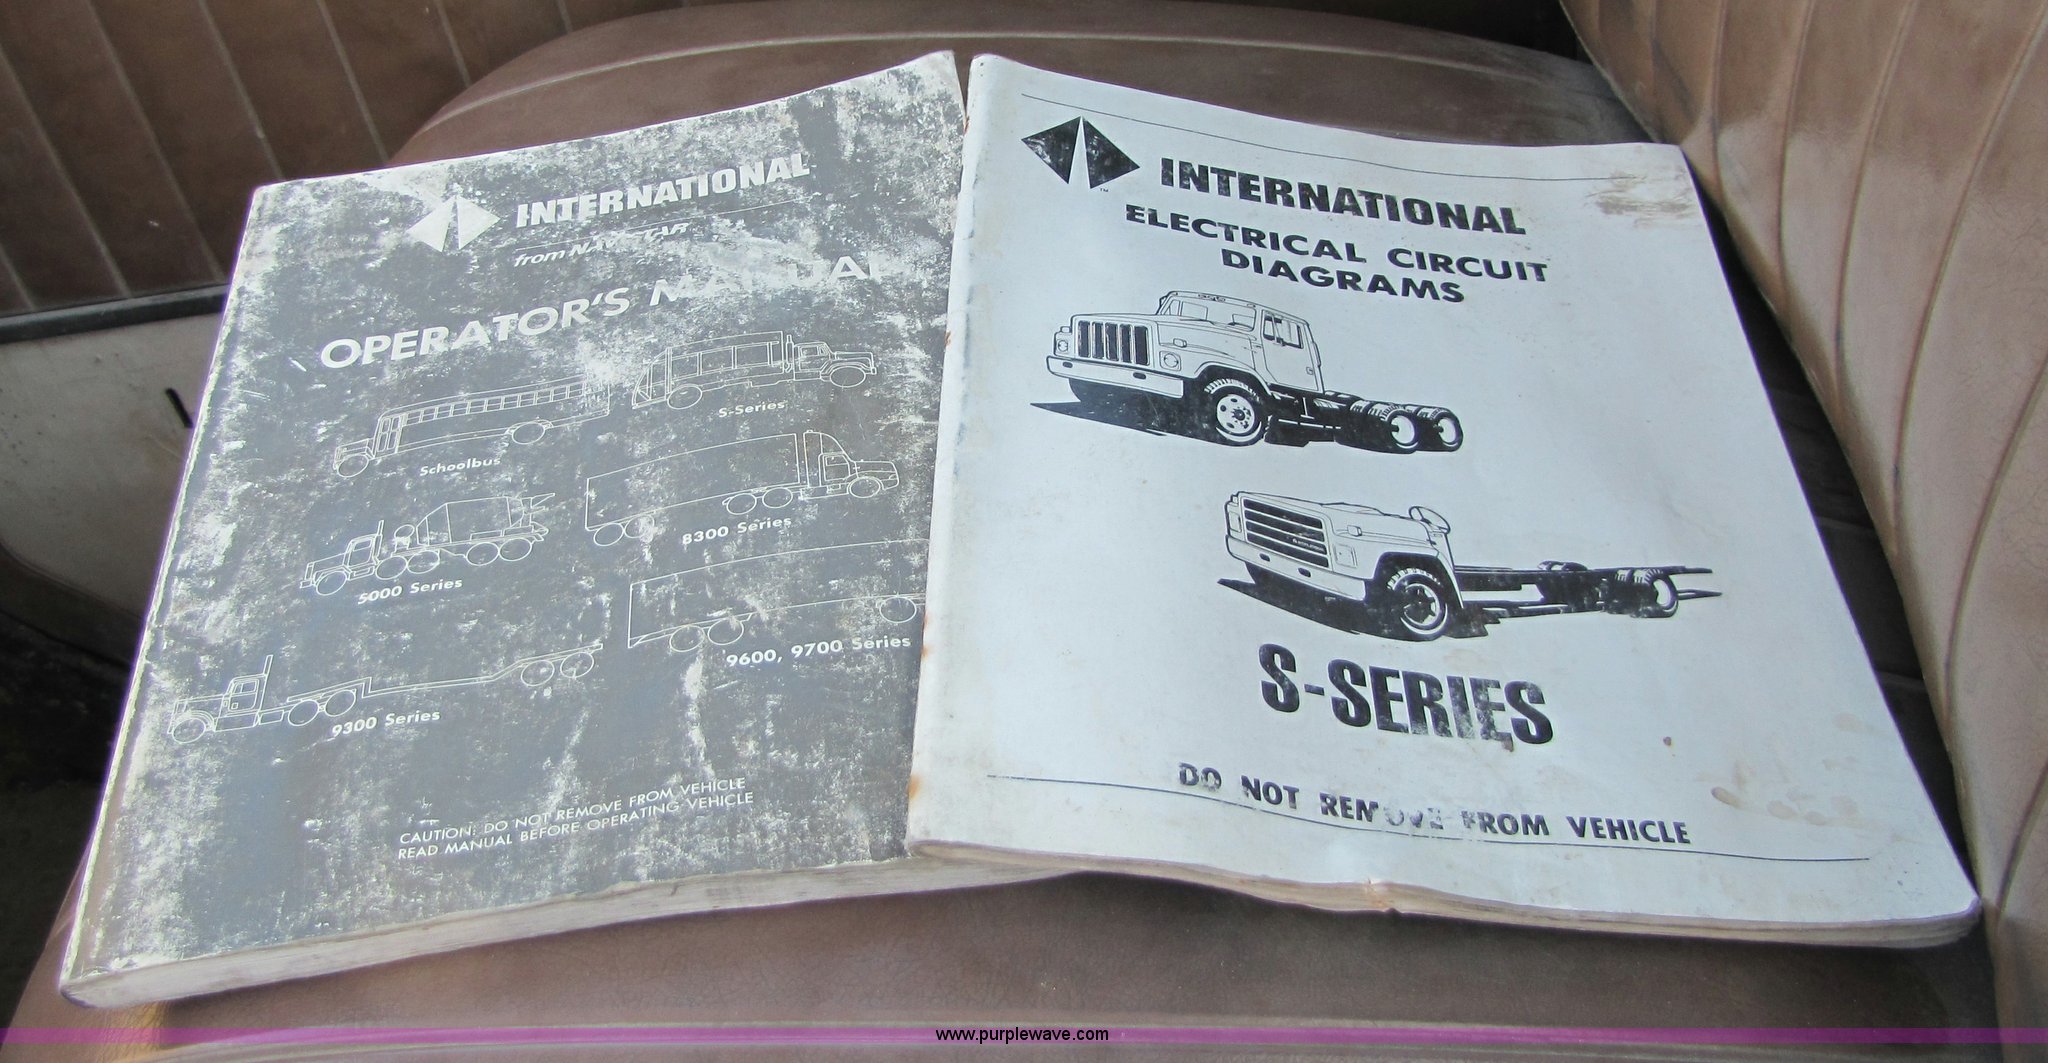 INTERNATIONAL
from NAVISTAR
OPERATOR'S MANUAL
S-Series
Schoolbus
8300 Series
5000 Series
9600, 9700 Series
9300 Series
CAUTION: DO NOT REMOVE FROM VEHICLE
READ MANUAL BEFORE OPERATING VEHICLE
INTERNATIONAL
ELECTRICAL CIRCUIT
DIAGRAMS
S-SERIES
DO NOT REMOVE FROM VEHICLE
www.purplewave.com